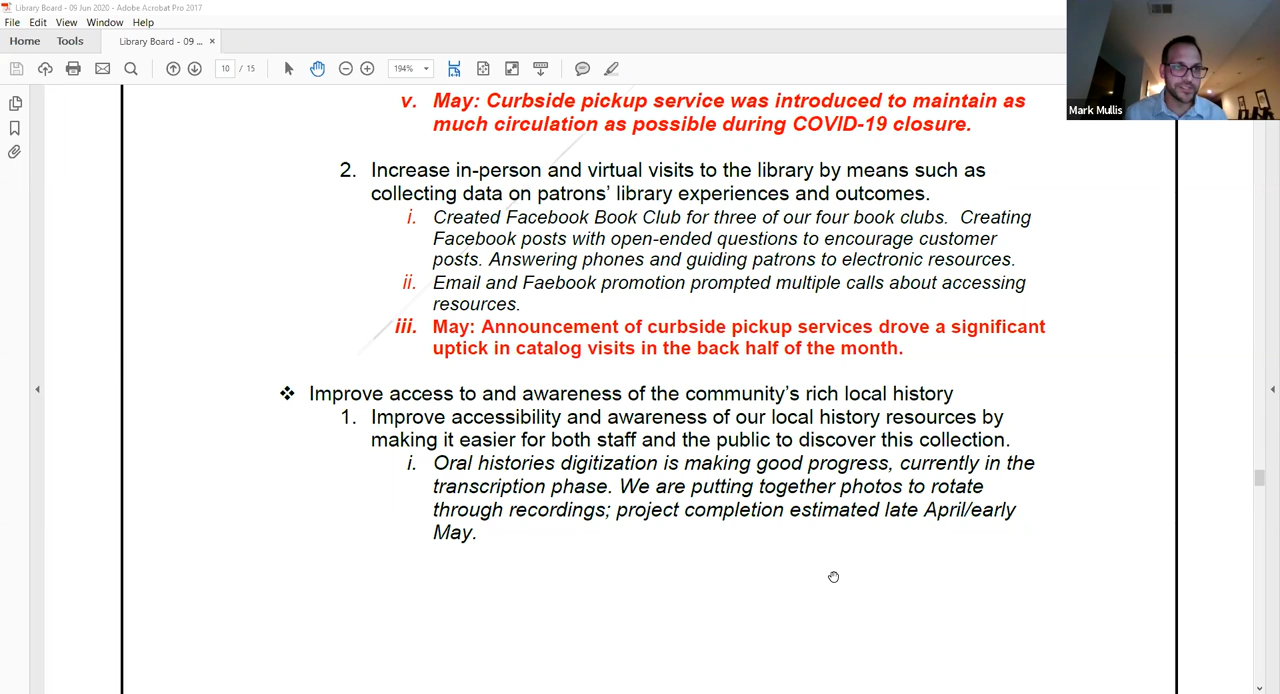 Library Board - 09 Jun 2020 - Adobe Acrobat Pro 2017
File Edit View Window Help
Home Tools Library Board - 09 ... ×
10 / 15 194%
Mark Mullis
v. May: Curbside pickup service was introduced to maintain as
much circulation as possible during COVID-19 closure.
2. Increase in-person and virtual visits to the library by means such as
collecting data on patrons' library experiences and outcomes.
i. Created Facebook Book Club for three of our four book clubs. Creating
Facebook posts with open-ended questions to encourage customer
posts. Answering phones and guiding patrons to electronic resources.
ii. Email and Faebook promotion prompted multiple calls about accessing
resources.
iii. May: Announcement of curbside pickup services drove a significant
uptick in catalog visits in the back half of the month.
❖ Improve access to and awareness of the community's rich local history
1. Improve accessibility and awareness of our local history resources by
making it easier for both staff and the public to discover this collection.
i. Oral histories digitization is making good progress, currently in the
transcription phase. We are putting together photos to rotate
through recordings; project completion estimated late April/early
May.